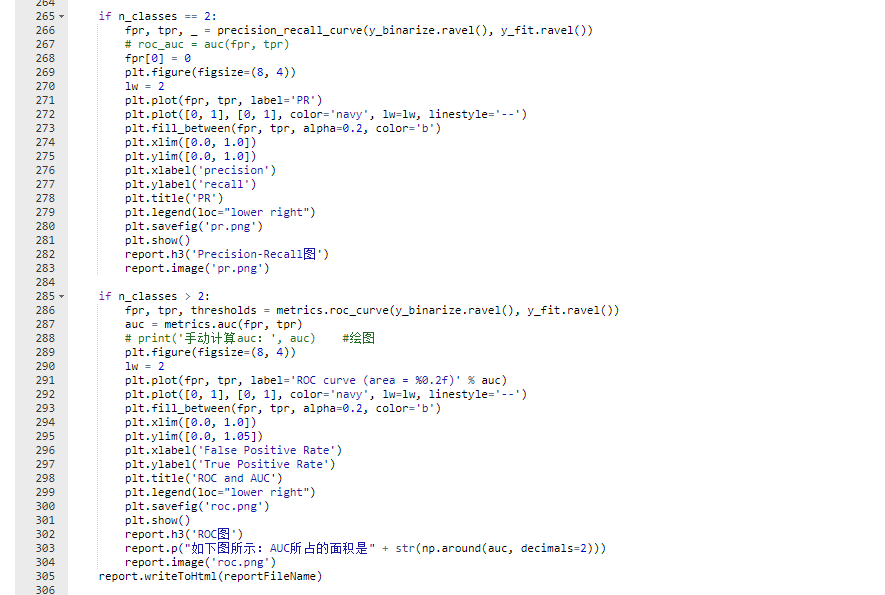 264
265 if n_classes == 2:
266 fpr, tpr, _ = precision_recall_curve(y_binarize.ravel(), y_fit.ravel())
267 # roc_auc = auc(fpr, tpr)
268 fpr[0] = 0
269 plt.figure(figsize=(8, 4))
270 lw = 2
271 plt.plot(fpr, tpr, label='PR')
272 plt.plot([0, 1], [0, 1], color='navy', lw=lw, linestyle='--')
273 plt.fill_between(fpr, tpr, alpha=0.2, color='b')
274 plt.xlim([0.0, 1.0])
275 plt.ylim([0.0, 1.0])
276 plt.xlabel('precision')
277 plt.ylabel('recall')
278 plt.title('PR')
279 plt.legend(loc="lower right")
280 plt.savefig('pr.png')
281 plt.show()
282 report.h3('Precision-Recall图')
283 report.image('pr.png')
284
285 if n_classes > 2:
286 fpr, tpr, thresholds = metrics.roc_curve(y_binarize.ravel(), y_fit.ravel())
287 auc = metrics.auc(fpr, tpr)
288 # print('手动计算auc: ', auc) #绘图
289 plt.figure(figsize=(8, 4))
290 lw = 2
291 plt.plot(fpr, tpr, label='ROC curve (area = %0.2f)' % auc)
292 plt.plot([0, 1], [0, 1], color='navy', lw=lw, linestyle='--')
293 plt.fill_between(fpr, tpr, alpha=0.2, color='b')
294 plt.xlim([0.0, 1.0])
295 plt.ylim([0.0, 1.05])
296 plt.xlabel('False Positive Rate')
297 plt.ylabel('True Positive Rate')
298 plt.title('ROC and AUC')
299 plt.legend(loc="lower right")
300 plt.savefig('roc.png')
301 plt.show()
302 report.h3('ROC图')
303 report.p("如下图所示: AUC所占的面积是" + str(np.around(auc, decimals=2)))
304 report.image('roc.png')
305 report.writeToHtml(reportFileName)
306